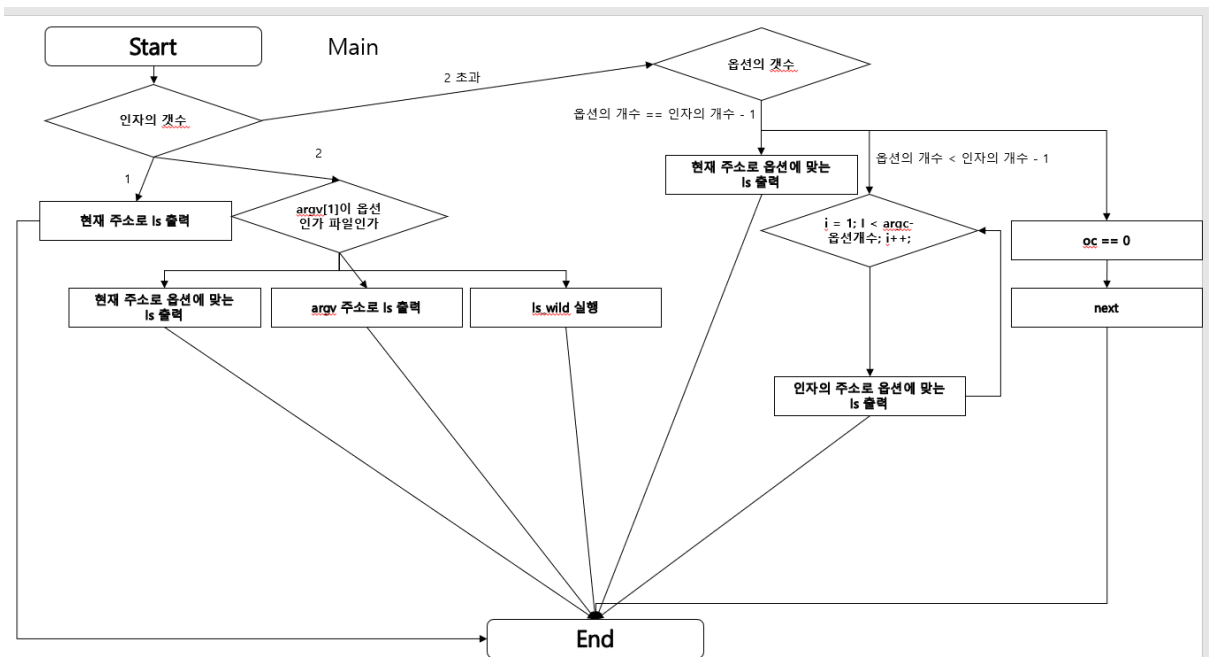 Start
Main
인자의 갯수
2 초과
옵션의 갯수
옵션의 개수 == 인자의 개수 - 1
옵션의 개수 < 인자의 개수 - 1
1
2
현재 주소로 ls 출력
argv[1]이 옵션
인가 파일인가
현재 주소로 옵션에 맞는
ls 출력
i = 1; I < argc-
옵션개수; i++;
oc == 0
현재 주소로 옵션에 맞는
ls 출력
argv 주소로 ls 출력
ls_wild 실행
next
인자의 주소로 옵션에 맞는
ls 출력
End